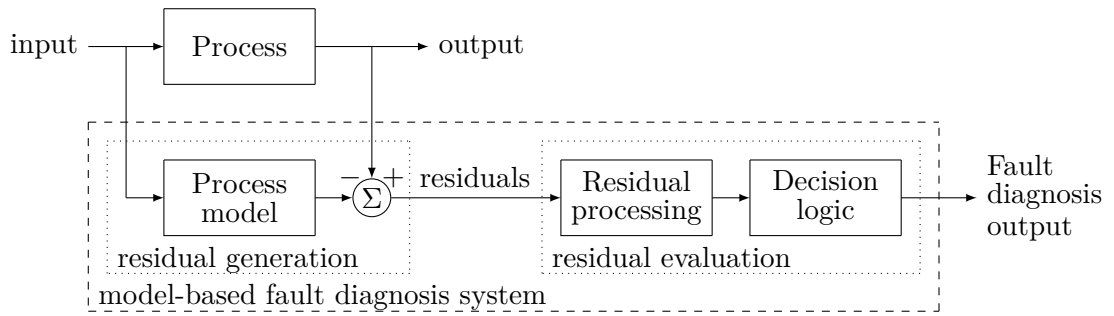 input
Process
output
Process
model
−
+
Σ
residuals
Residual
processing
Decision
logic
Fault
diagnosis
output
residual generation
residual evaluation
model-based fault diagnosis system